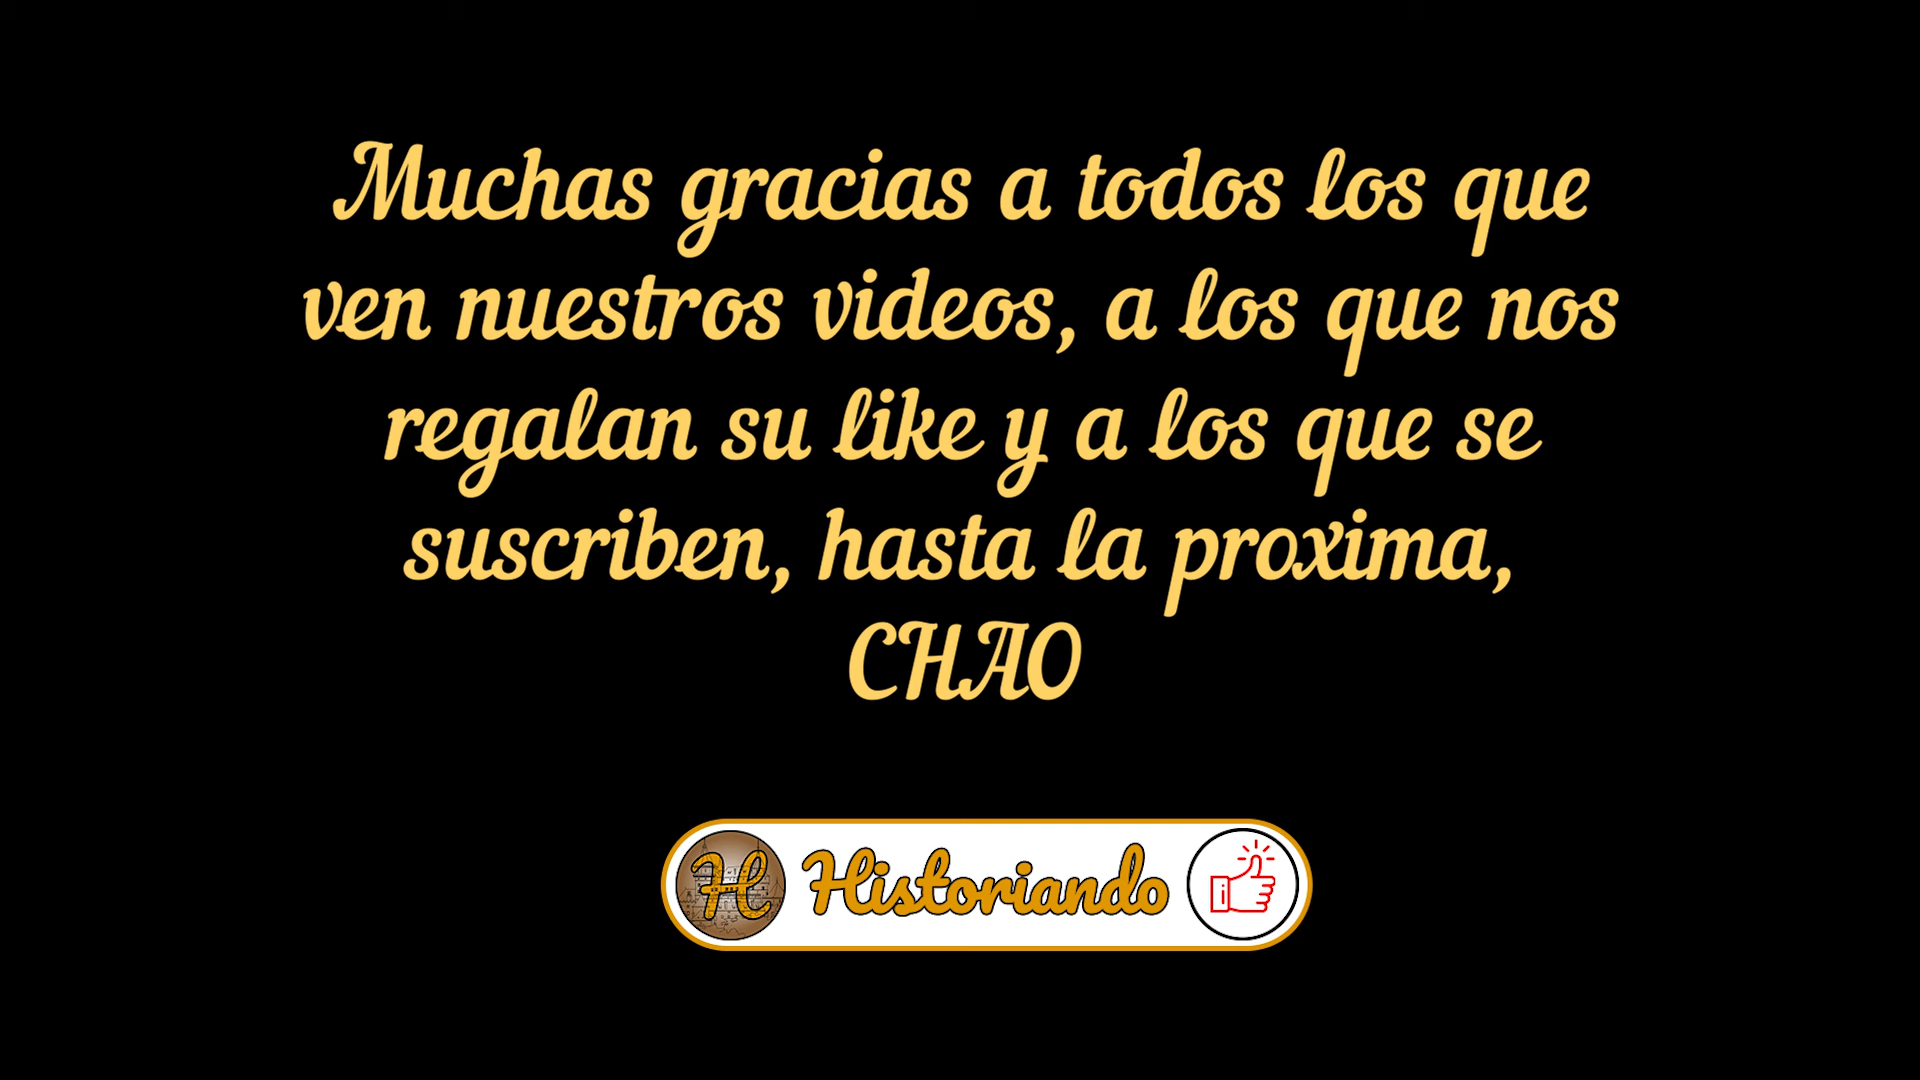 Muchas gracias a todos los que
ven nuestros videos, a los que nos
regalan su like y a los que se
suscriben, hasta la proxima,
CHAO
H Historiando